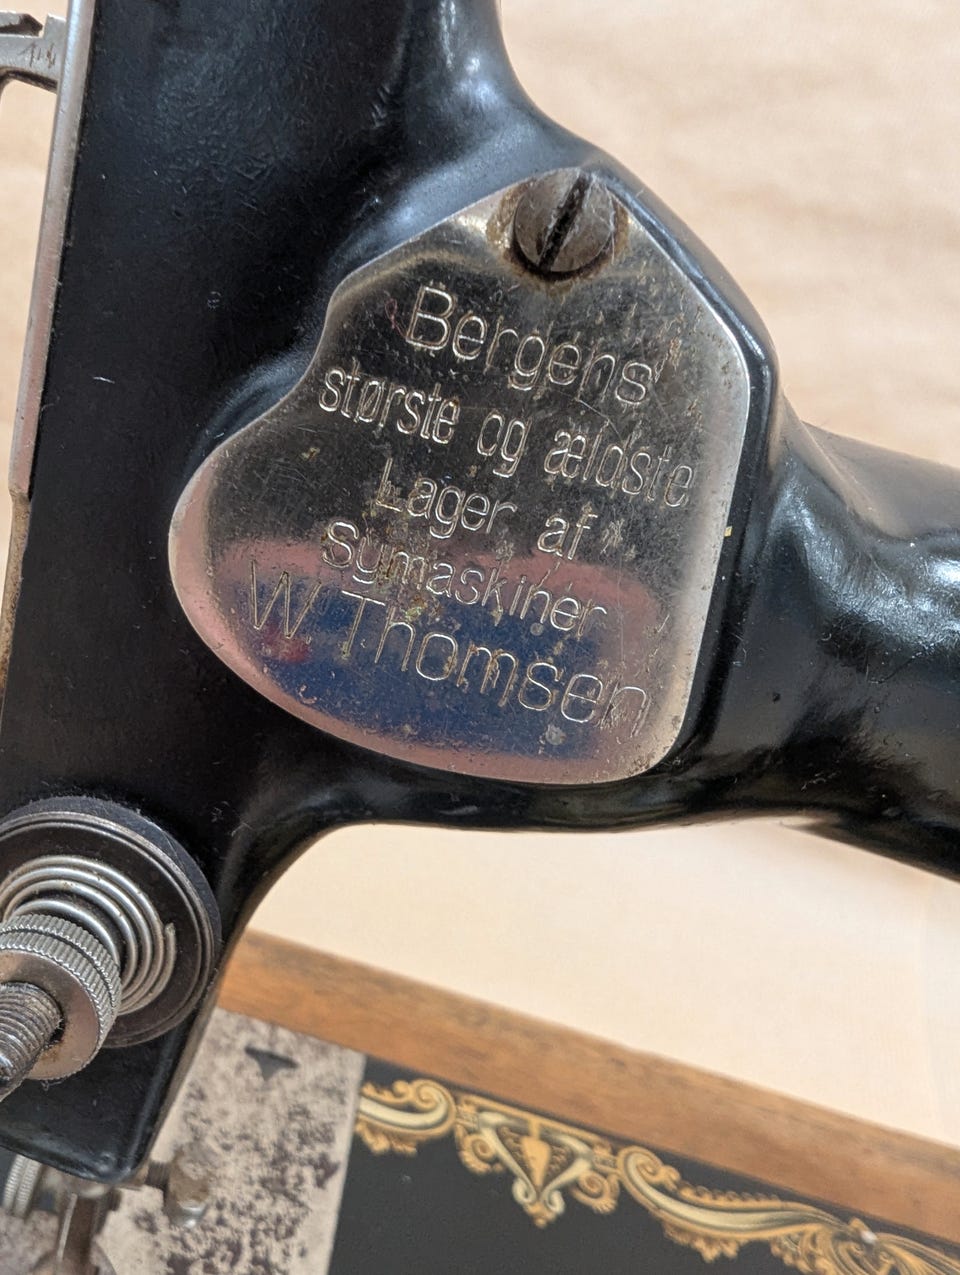 Bergens
største og ældste
Lager af
Symaskiner
W. Thomsen